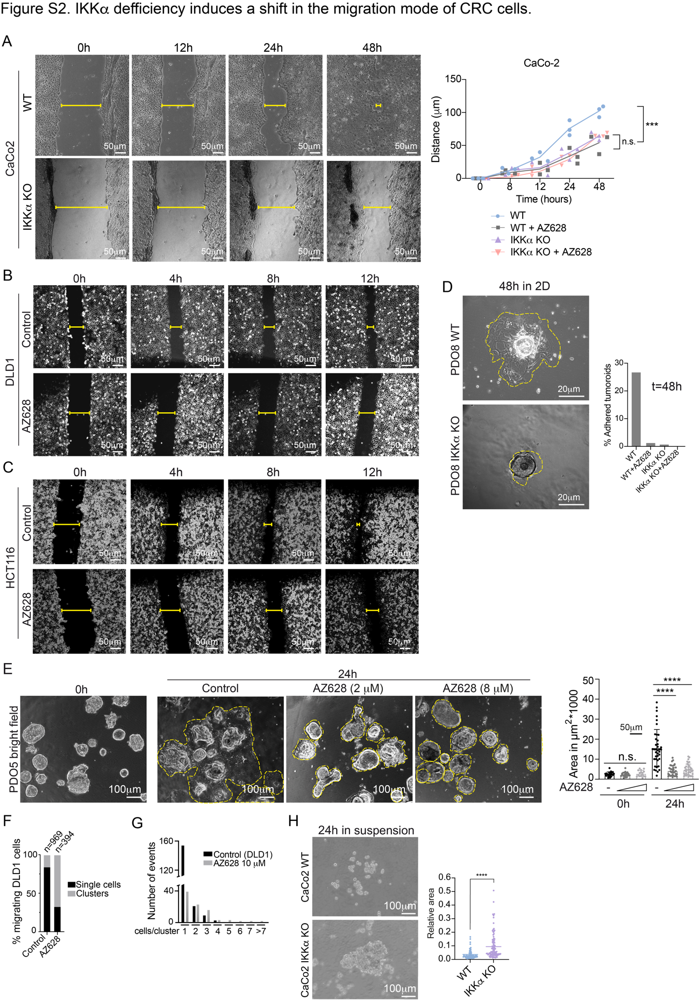 Figure S2. IKKα defficiency induces a shift in the migration mode of CRC cells.
A
0h
12h
24h
48h
CaCo2
WT
50µm
50µm
50µm
50µm
IKKα KO
50µm
50µm
50µm
50µm
CaCo-2
Distance (µm)
150
100
50
0
0
8
12
24
48
Time (hours)
***
n.s.
WT
WT + AZ628
IKKα KO
IKKα KO + AZ628
B
0h
4h
8h
12h
DLD1
Control
50µm
50µm
50µm
50µm
AZ628
50µm
50µm
50µm
50µm
C
0h
4h
8h
12h
HCT116
Control
50µm
50µm
50µm
50µm
AZ628
50µm
50µm
50µm
50µm
D
48h in 2D
PDO8 WT
20µm
PDO8 IKKα KO
20µm
% Adhered tumoroids
30
20
10
0
t=48h
WT
WT+AZ628
IKKα KO
IKKα KO+AZ628
E
24h
0h
Control
AZ628 (2 µM)
AZ628 (8 µM)
PDO5 bright field
100µm
100µm
100µm
100µm
Area in µm²*1000
50
40
30
20
10
0
****
****
50µm
n.s.
AZ628
-
-
0h
24h
F
% migrating DLD1 cells
n=969
n=394
100
50
0
Control
AZ628
Single cells
Clusters
G
Number of events
160
120
40
0
Control (DLD1)
AZ628 10 µM
cells/cluster 1 2 3 4 5 6 7 >7
H
24h in suspension
CaCo2 WT
100µm
CaCo2 IKKα KO
100µm
Relative area
0.6
0.5
0.4
0.3
0.2
0.1
0.0
****
WT
IKKα KO